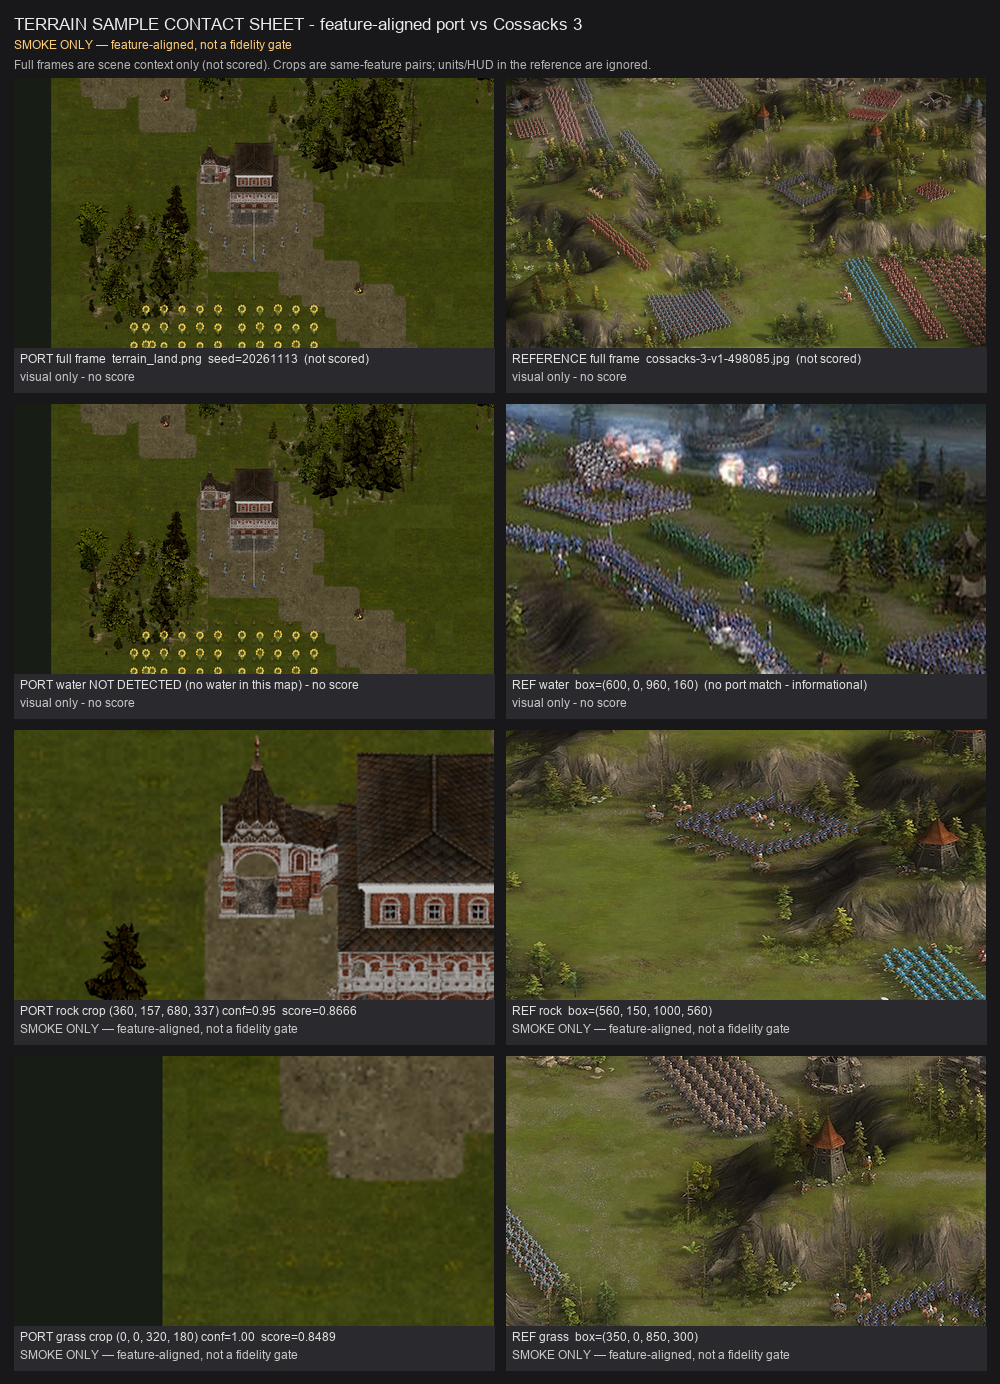 TERRAIN SAMPLE CONTACT SHEET - feature-aligned port vs Cossacks 3
SMOKE ONLY — feature-aligned, not a fidelity gate
Full frames are scene context only (not scored). Crops are same-feature pairs; units/HUD in the reference are ignored.
PORT full frame  terrain_land.png  seed=20261113  (not scored)
visual only - no score
REFERENCE full frame  cossacks-3-v1-498085.jpg  (not scored)
visual only - no score
PORT water NOT DETECTED (no water in this map) - no score
visual only - no score
REF water  box=(600, 0, 960, 160)  (no port match - informational)
visual only - no score
PORT rock crop (360, 157, 680, 337) conf=0.95  score=0.8666
SMOKE ONLY — feature-aligned, not a fidelity gate
REF rock  box=(560, 150, 1000, 560)
SMOKE ONLY — feature-aligned, not a fidelity gate
PORT grass crop (0, 0, 320, 180) conf=1.00  score=0.8489
SMOKE ONLY — feature-aligned, not a fidelity gate
REF grass  box=(350, 0, 850, 300)
SMOKE ONLY — feature-aligned, not a fidelity gate